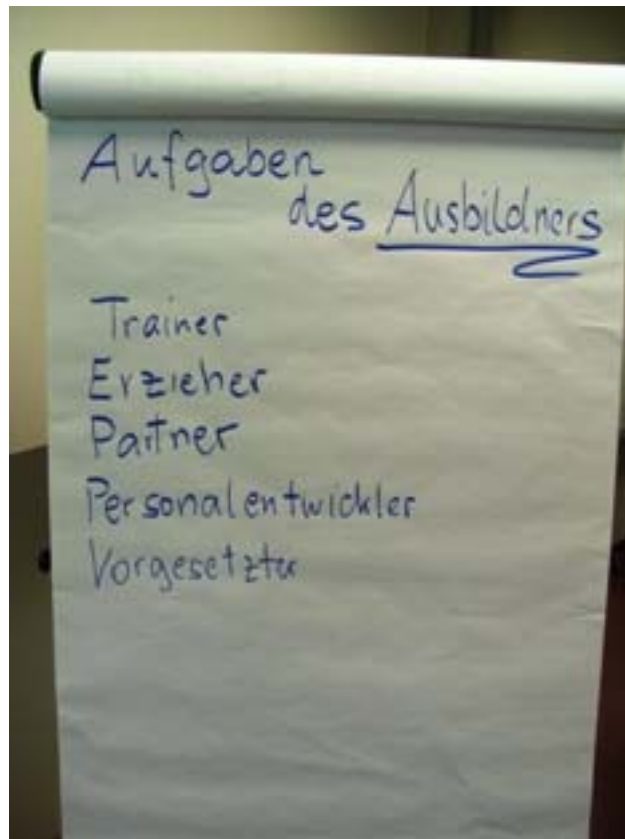 Aufgaben
des Ausbildners
Trainer
Erzieher
Partner
Personalentwickler
Vorgesetzter